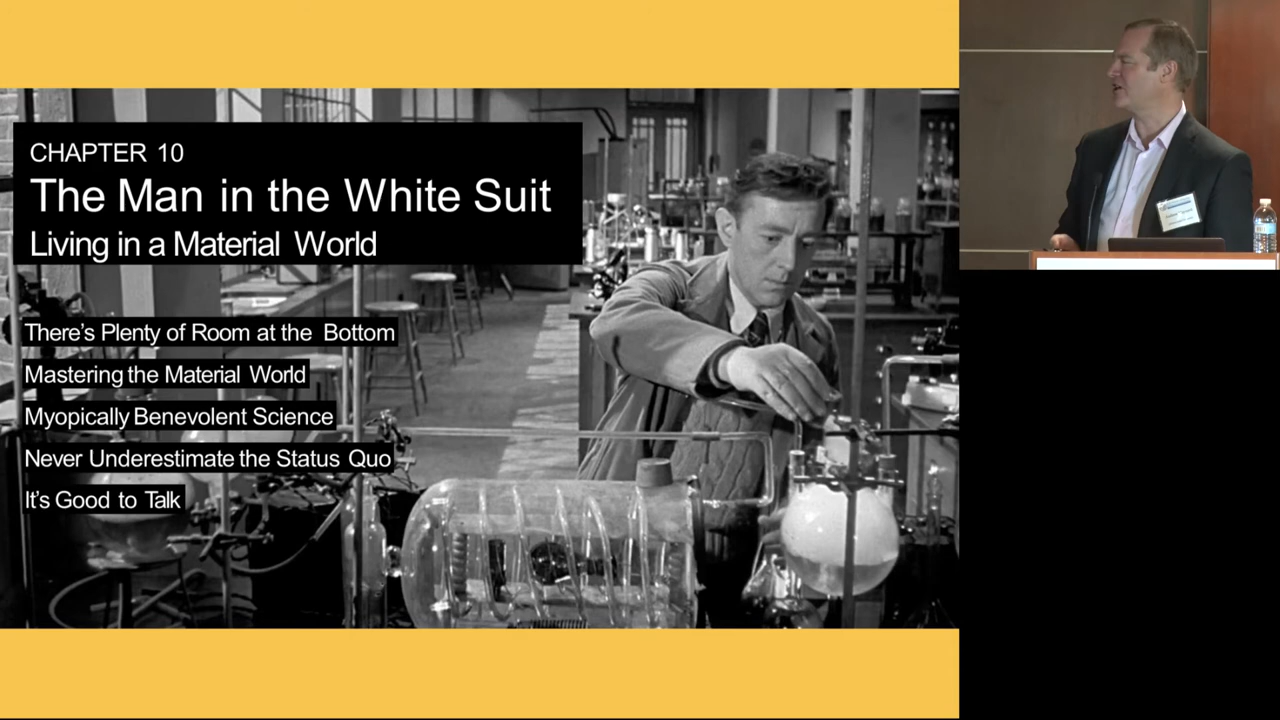 CHAPTER 10
The Man in the White Suit
Living in a Material World
There's Plenty of Room at the Bottom
Mastering the Material World
Myopically Benevolent Science
Never Underestimate the Status Quo
It's Good to Talk